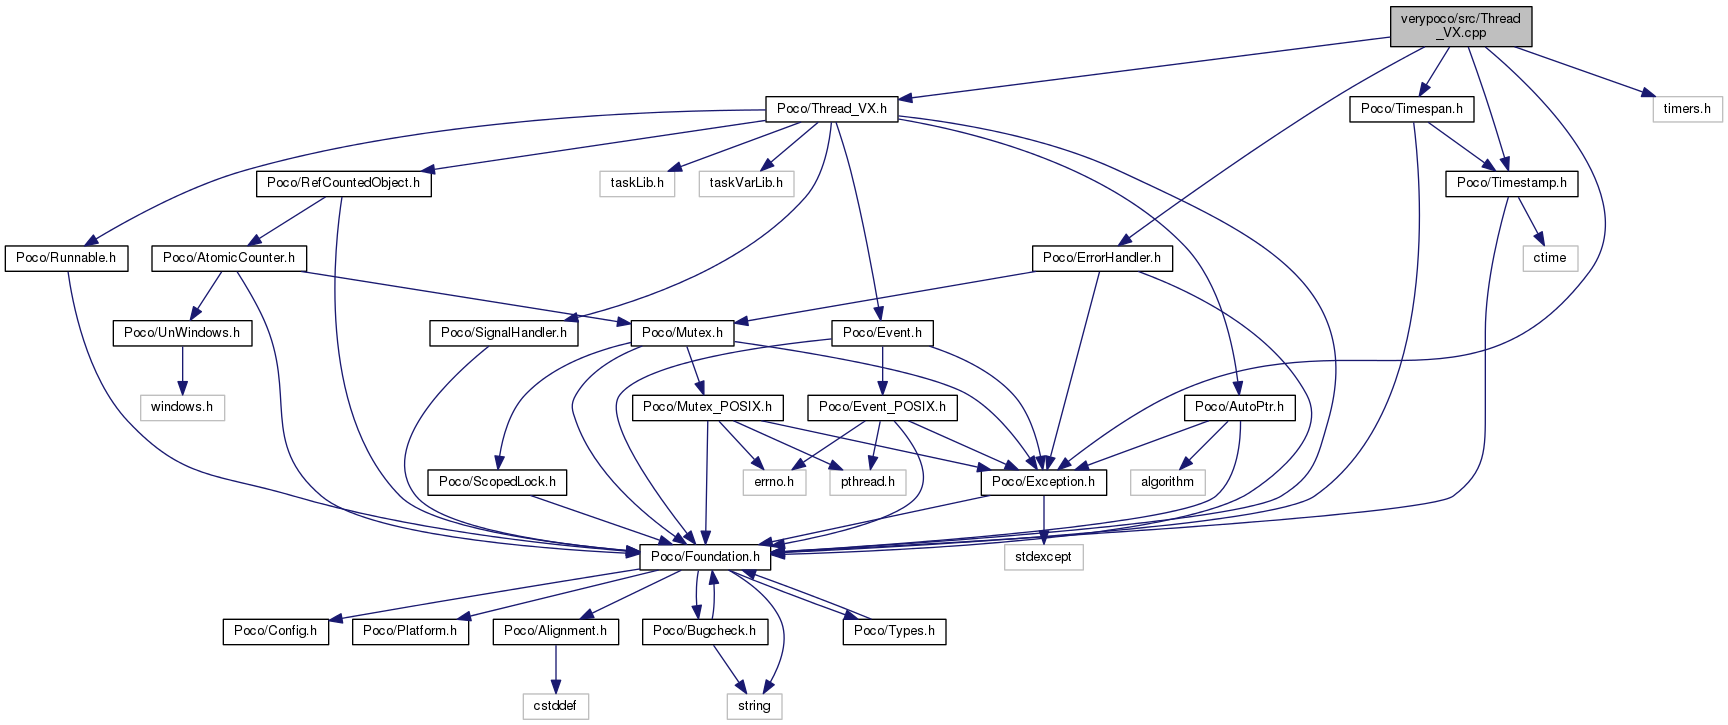 verypoco/src/Thread
_VX.cpp
Poco/Thread_VX.h
Poco/Timespan.h
timers.h
Poco/RefCountedObject.h
taskLib.h
taskVarLib.h
Poco/Timestamp.h
Poco/Runnable.h
Poco/AtomicCounter.h
Poco/ErrorHandler.h
ctime
Poco/UnWindows.h
Poco/SignalHandler.h
Poco/Mutex.h
Poco/Event.h
windows.h
Poco/Mutex_POSIX.h
Poco/Event_POSIX.h
Poco/AutoPtr.h
Poco/ScopedLock.h
errno.h
pthread.h
Poco/Exception.h
algorithm
Poco/Foundation.h
stdexcept
Poco/Config.h
Poco/Platform.h
Poco/Alignment.h
Poco/Bugcheck.h
Poco/Types.h
cstddef
string